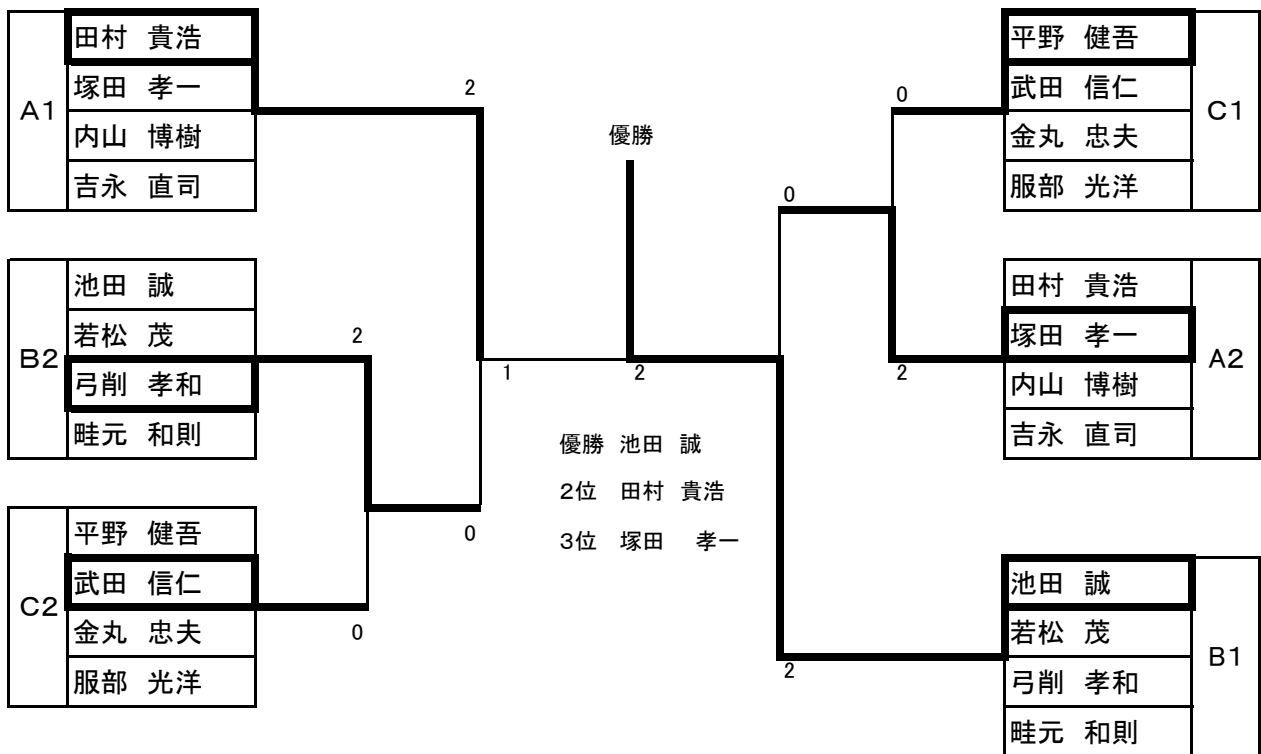 A1
田村 貴浩
塚田 孝一
内山 博樹
吉永 直司
B2
池田 誠
若松 茂
弓削 孝和
畦元 和則
C2
平野 健吾
武田 信仁
金丸 忠夫
服部 光洋
2
2
0
0
1
優勝
2
優勝 池田 誠
2位 田村 貴浩
3位 塚田 孝一
0
0
2
2
平野 健吾
武田 信仁
金丸 忠夫
服部 光洋
C1
田村 貴浩
塚田 孝一
内山 博樹
吉永 直司
A2
池田 誠
若松 茂
弓削 孝和
畦元 和則
B1